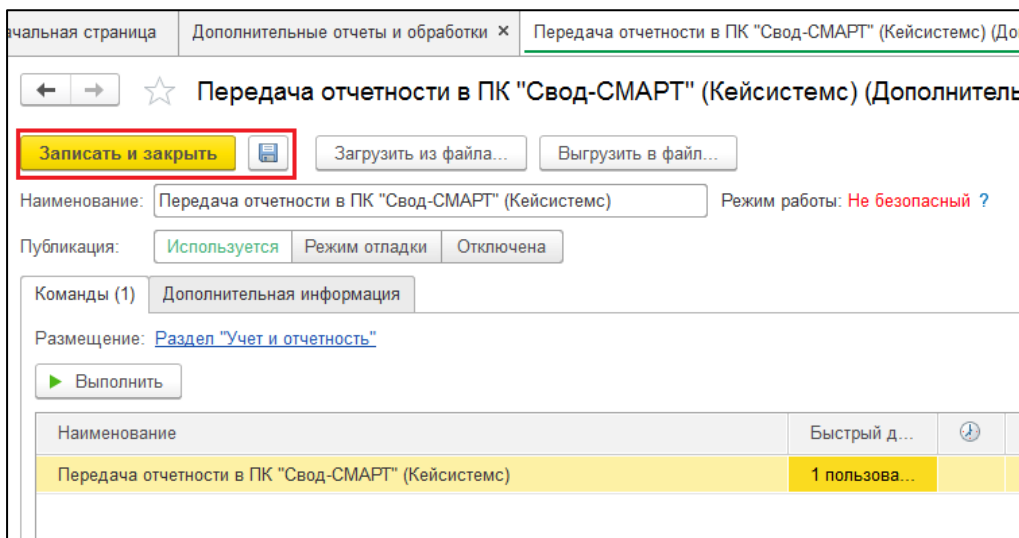 чальная страница Дополнительные отчеты и обработки × Передача отчетности в ПК "Свод-СМАРТ" (Кейсистемс) (До
Передача отчетности в ПК "Свод-СМАРТ" (Кейсистемс) (Дополнитель
Записать и закрыть Загрузить из файла... Выгрузить в файл...
Наименование: Передача отчетности в ПК "Свод-СМАРТ" (Кейсистемс) Режим работы: Не безопасный ?
Публикация: Используется Режим отладки Отключена
Команды (1) Дополнительная информация
Размещение: Раздел "Учет и отчетность"
Выполнить
Наименование Быстрый д...
Передача отчетности в ПК "Свод-СМАРТ" (Кейсистемс) 1 пользова...